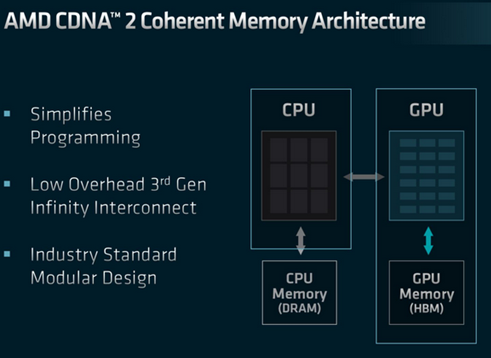 AMD CDNA™ 2 Coherent Memory Architecture
▪ Simplifies
Programming
▪ Low Overhead 3rd Gen
Infinity Interconnect
▪ Industry Standard
Modular Design
CPU
GPU
CPU
Memory
(DRAM)
GPU
Memory
(HBM)